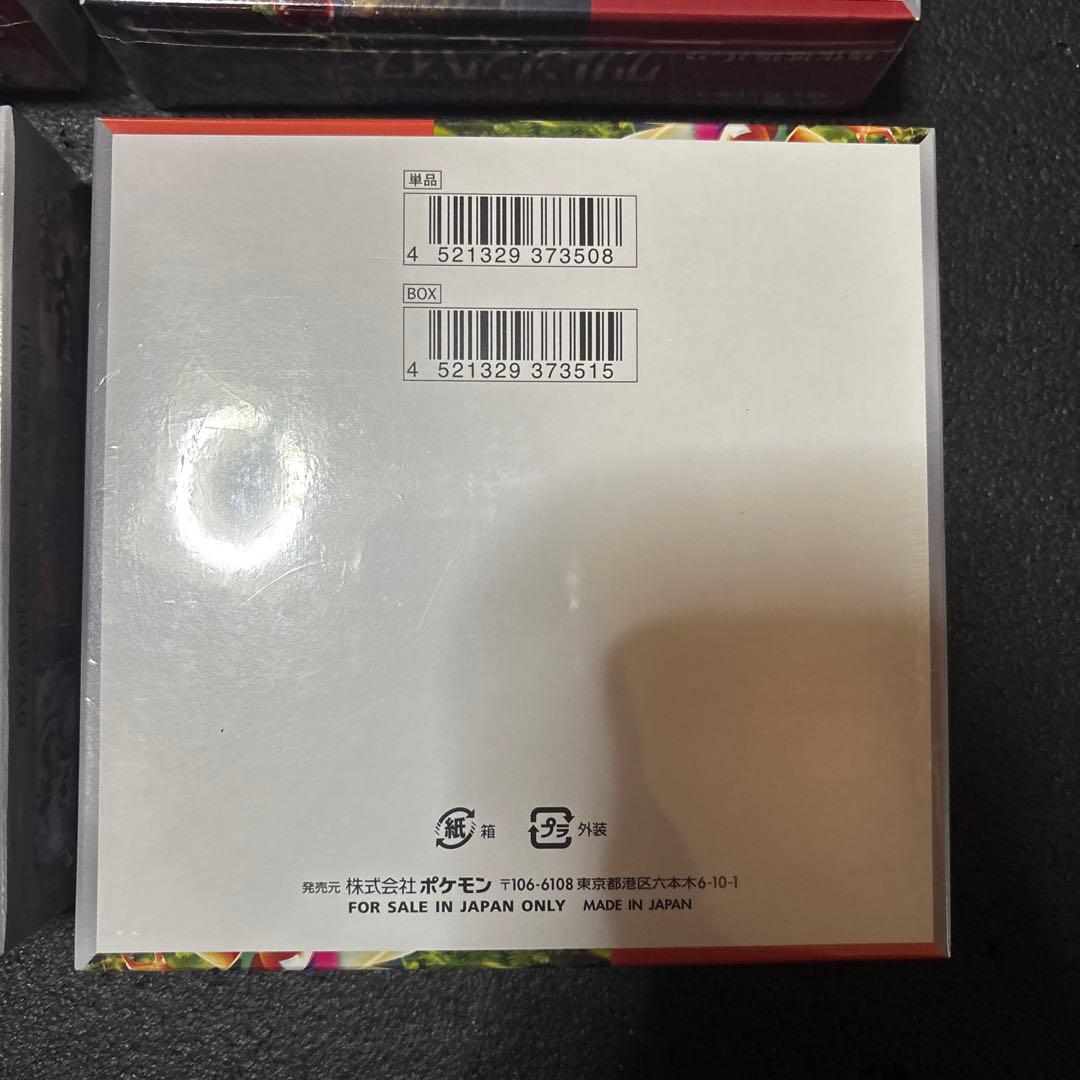 単品
4 521329 373508
BOX
4 521329 373515
紙 箱
プラ 外装
発売元 株式会社ポケモン 〒106-6108 東京都港区六本木6-10-1
FOR SALE IN JAPAN ONLY MADE IN JAPAN